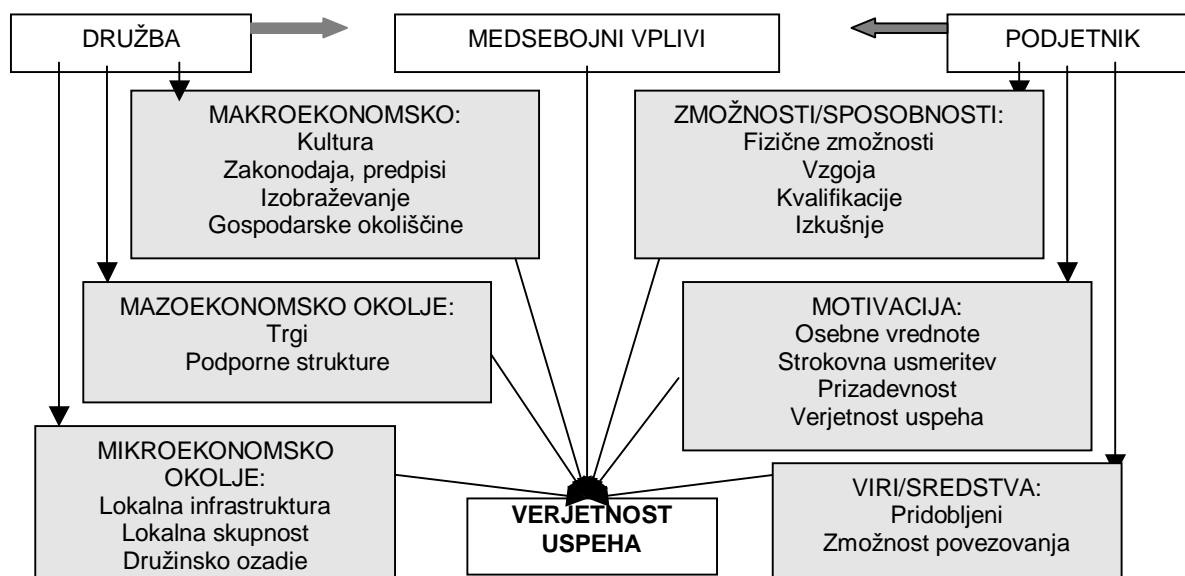 DRUŽBA
MEDSEBOJNI VPLIVI
PODJETNIK
MAKROEKONOMSKO:
Kultura
Zakonodaja, predpisi
Izobraževanje
Gospodarske okoliščine
ZMOŽNOSTI/SPOSOBNOSTI:
Fizične zmožnosti
Vzgoja
Kvalifikacije
Izkušnje
MAZOEKONOMSKO OKOLJE:
Trgi
Podporne strukture
MOTIVACIJA:
Osebne vrednote
Strokovna usmeritev
Prizadevnost
Verjetnost uspeha
MIKROEKONOMSKO
OKOLJE:
Lokalna infrastruktura
Lokalna skupnost
Družinsko ozadje
VERJETNOST
USPEHA
VIRI/SREDSTVA:
Pridobljeni
Zmožnost povezovanja